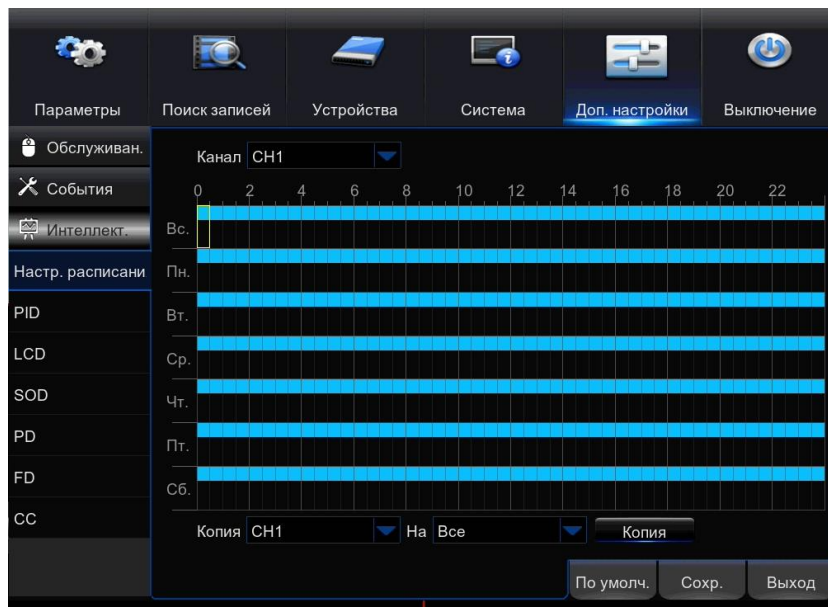 Параметры Поиск записей Устройства Система Доп. настройки Выключение
Обслуживан.
События
Интеллект.
Настр. расписани
PID
LCD
SOD
PD
FD
CC
Канал CH1
0 2 4 6 8 10 12 14 16 18 20 22
Вс.
Пн.
Вт.
Ср.
Чт.
Пт.
Сб.
Копия CH1 На Все Копия
По умолч. Сохр. Выход